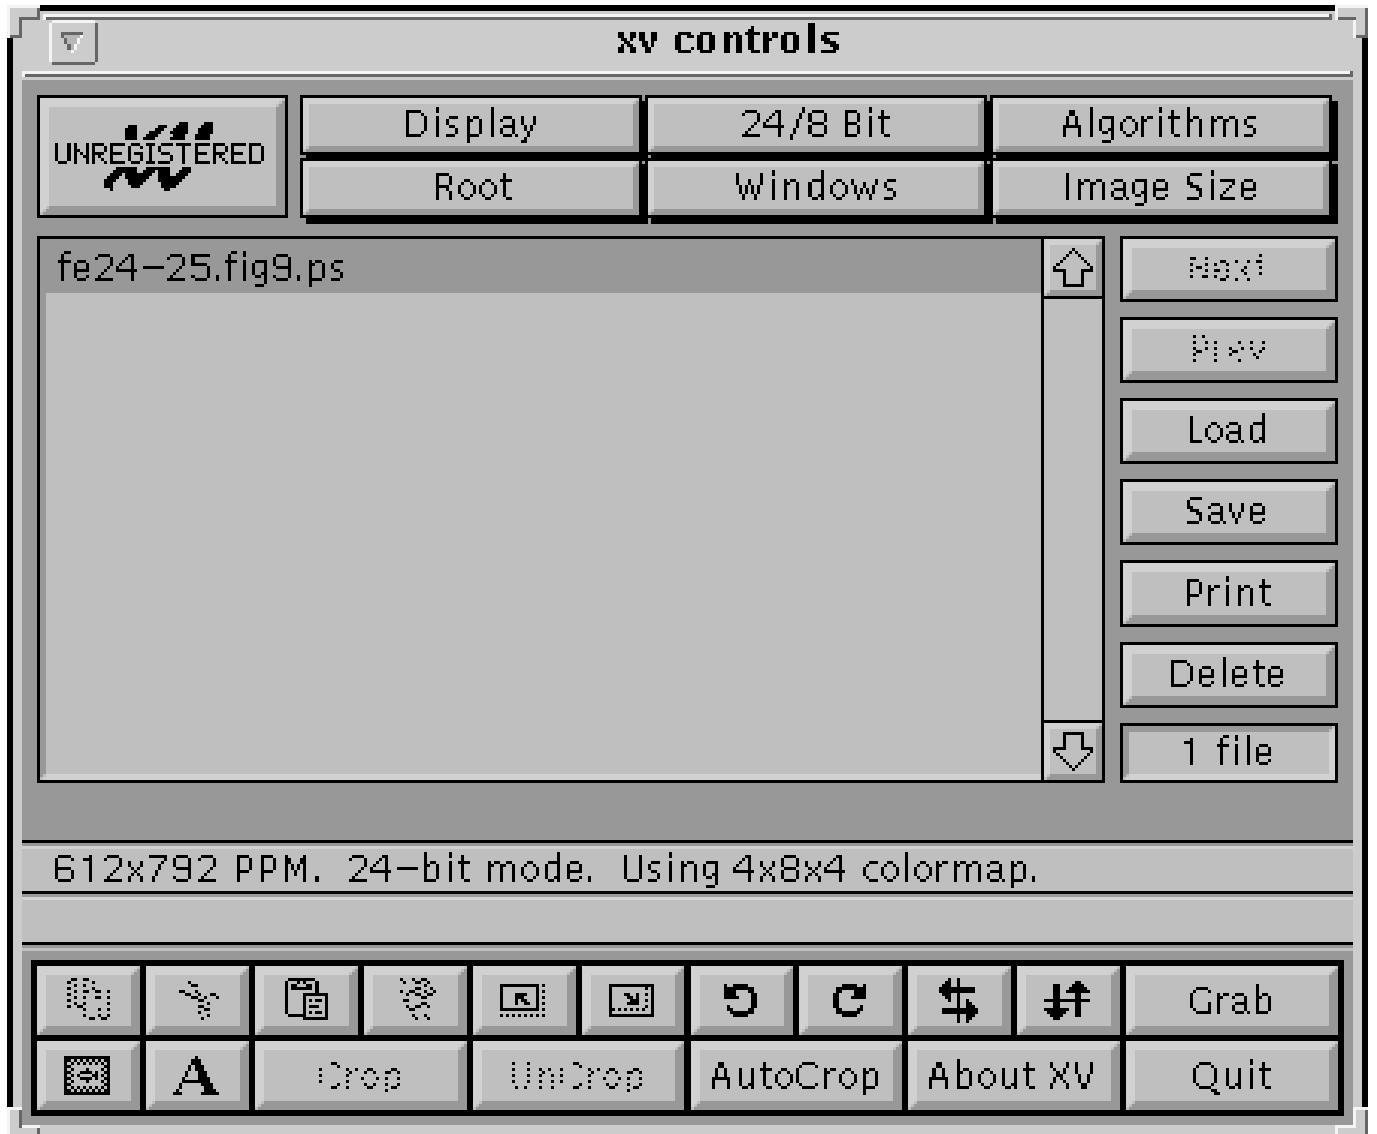 xv controls
UNREGISTERED
Display 24/8 Bit Algorithms
Root Windows Image Size
fe24-25.fig9.ps
Next
Prev
Load
Save
Print
Delete
1 file
612x792 PPM. 24-bit mode. Using 4x8x4 colormap.
Grab
A Crop UnCrop AutoCrop About XV Quit